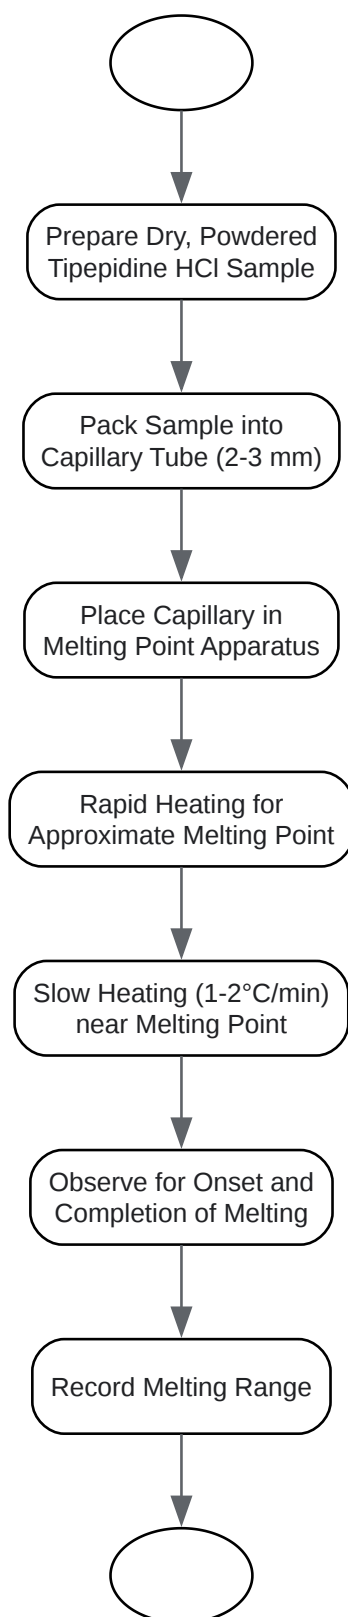 Prepare Dry, Powdered
Tipepidine HCl Sample
Pack Sample into
Capillary Tube (2-3 mm)
Place Capillary in
Melting Point Apparatus
Rapid Heating for
Approximate Melting Point
Slow Heating (1-2°C/min)
near Melting Point
Observe for Onset and
Completion of Melting
Record Melting Range